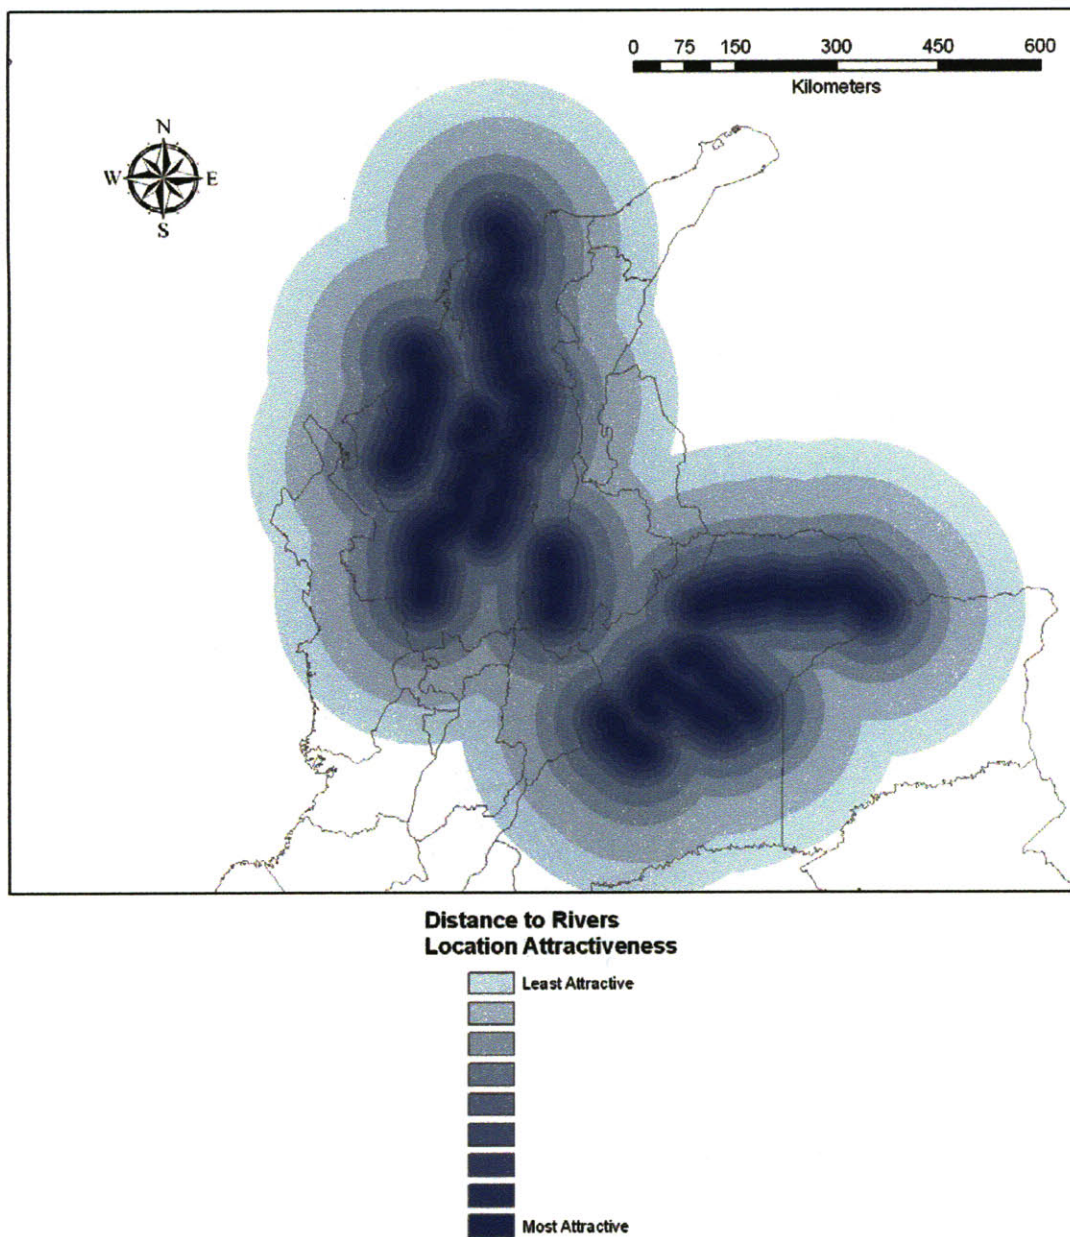 0 75 150 300 450 600
Kilometers
N
W E
S
Distance to Rivers
Location Attractiveness
Least Attractive
Most Attractive